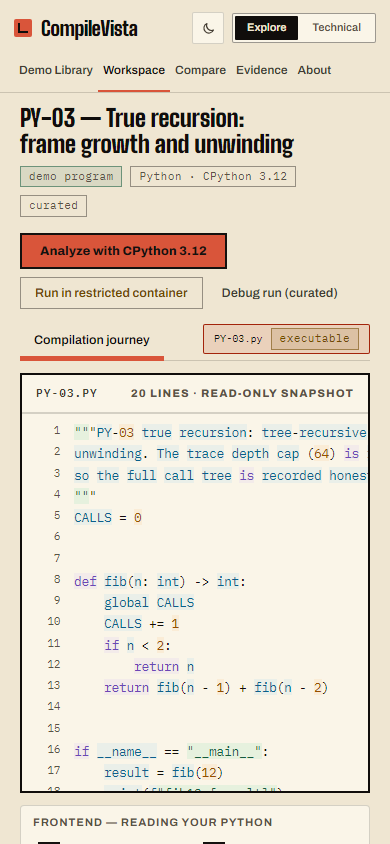 CompileVista
Explore Technical
Demo Library Workspace Compare Evidence About
PY-03 — True recursion:
frame growth and unwinding
demo program Python · CPython 3.12
curated
Analyze with CPython 3.12
Run in restricted container Debug run (curated)
Compilation journey PY-03.py executable
PY-03.PY 20 LINES · READ-ONLY SNAPSHOT
1 """PY-03 true recursion: tree-recursive
2 unwinding. The trace depth cap (64) is
3 so the full call tree is recorded
4 """
5 CALLS = 0
6
7
8 def fib(n: int) -> int:
9     global CALLS
10     CALLS += 1
11     if n < 2:
12         return n
13     return fib(n - 1) + fib(n - 2)
14
15
16 if __name__ == "__main__":
17     result = fib(12)
18
FRONTEND — READING YOUR PYTHON